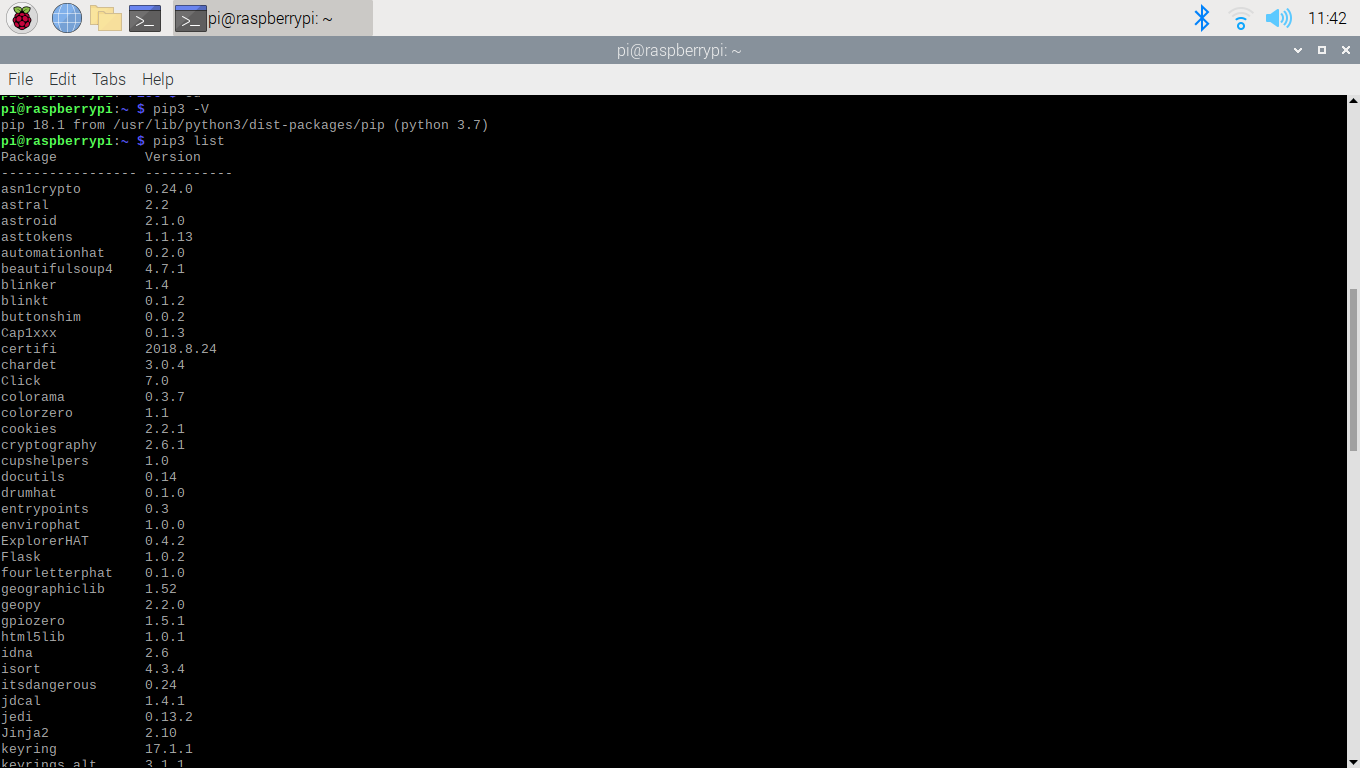 pi@raspberrypi: ~
11:42
pi@raspberrypi: ~
File Edit Tabs Help
pi@raspberrypi:~ $ pip3 -V
pip 18.1 from /usr/lib/python3/dist-packages/pip (python 3.7)
pi@raspberrypi:~ $ pip3 list
Package Version
----------------- -----------
asn1crypto 0.24.0
astral 2.2
astroid 2.1.0
asttokens 1.1.13
automationhat 0.2.0
beautifulsoup4 4.7.1
blinker 1.4
blinkt 0.1.2
buttonshim 0.0.2
Cap1xxx 0.1.3
certifi 2018.8.24
chardet 3.0.4
Click 7.0
colorama 0.3.7
colorzero 1.1
cookies 2.2.1
cryptography 2.6.1
cupshelpers 1.0
docutils 0.14
drumhat 0.1.0
entrypoints 0.3
envirophat 1.0.0
ExplorerHAT 0.4.2
Flask 1.0.2
fourletterphat 0.1.0
geographiclib 1.52
geopy 2.2.0
gpiozero 1.5.1
html5lib 1.0.1
idna 2.6
isort 4.3.4
itsdangerous 0.24
jdcal 1.4.1
jedi 0.13.2
Jinja2 2.10
keyring 17.1.1
keyrings.alt 3.1.1